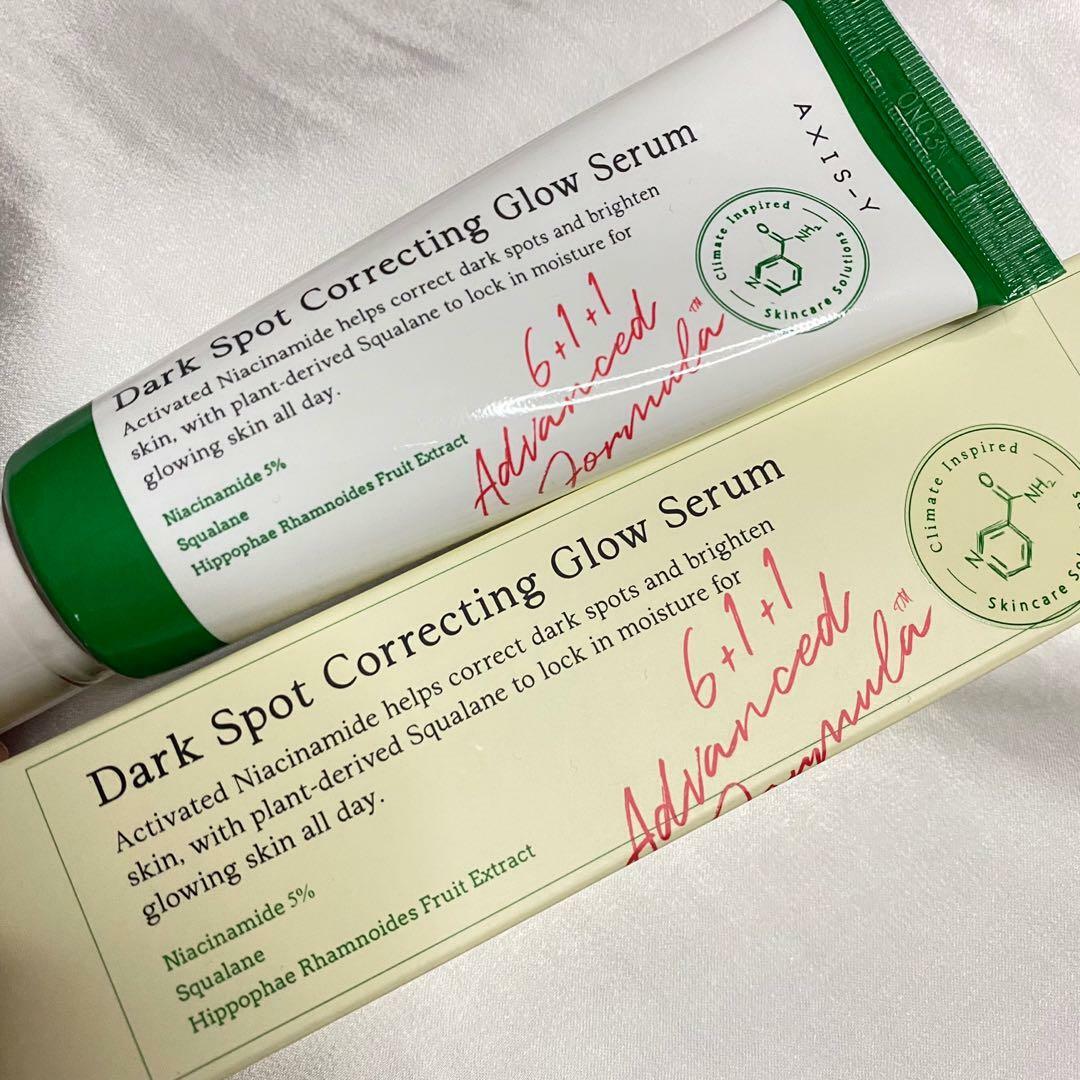 AXIS-Y
Dark Spot Correcting Glow Serum
Activated Niacinamide helps correct dark spots and brighten
skin, with plant-derived Squalane to lock in moisture for
glowing skin all day.
Niacinamide 5%
Squalane
Hippophae Rhamnoides Fruit Extract
6+1+1
Advanced
Formula™
Climate Inspired
O
NH₂
N
Skincare Solutions
Dark Spot Correcting Glow Serum
Activated Niacinamide helps correct dark spots and brighten
skin, with plant-derived Squalane to lock in moisture for
glowing skin all day.
Niacinamide 5%
Squalane
Hippophae Rhamnoides Fruit Extract
6+1+1
Advanced
Formula™
Climate Inspired
O
NH₂
N
Skincare